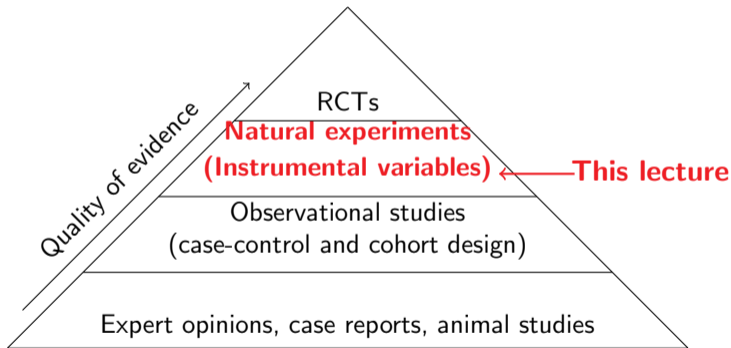 RCTs
Natural experiments
(Instrumental variables)
This lecture
Quality of evidence
Observational studies
(case-control and cohort design)
Expert opinions, case reports, animal studies